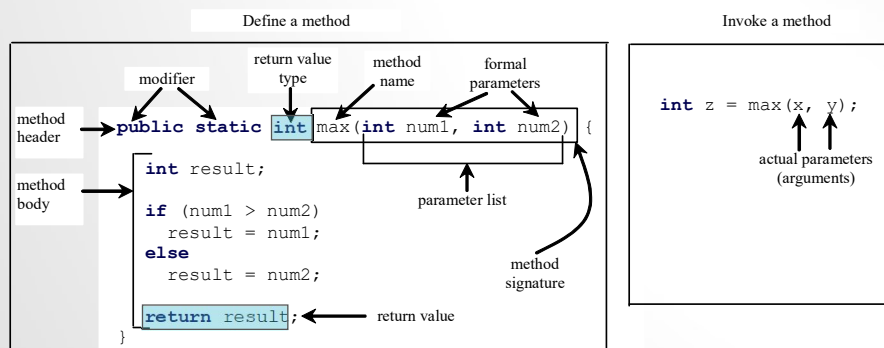 Define a method
Invoke a method
modifier
return value
type
method
name
formal
parameters
method
header
public static int max(int num1, int num2) {
method
body
int result;
parameter list
if (num1 > num2)
result = num1;
else
result = num2;
method
signature
return result;
return value
}
int z = max(x, y);
actual parameters
(arguments)